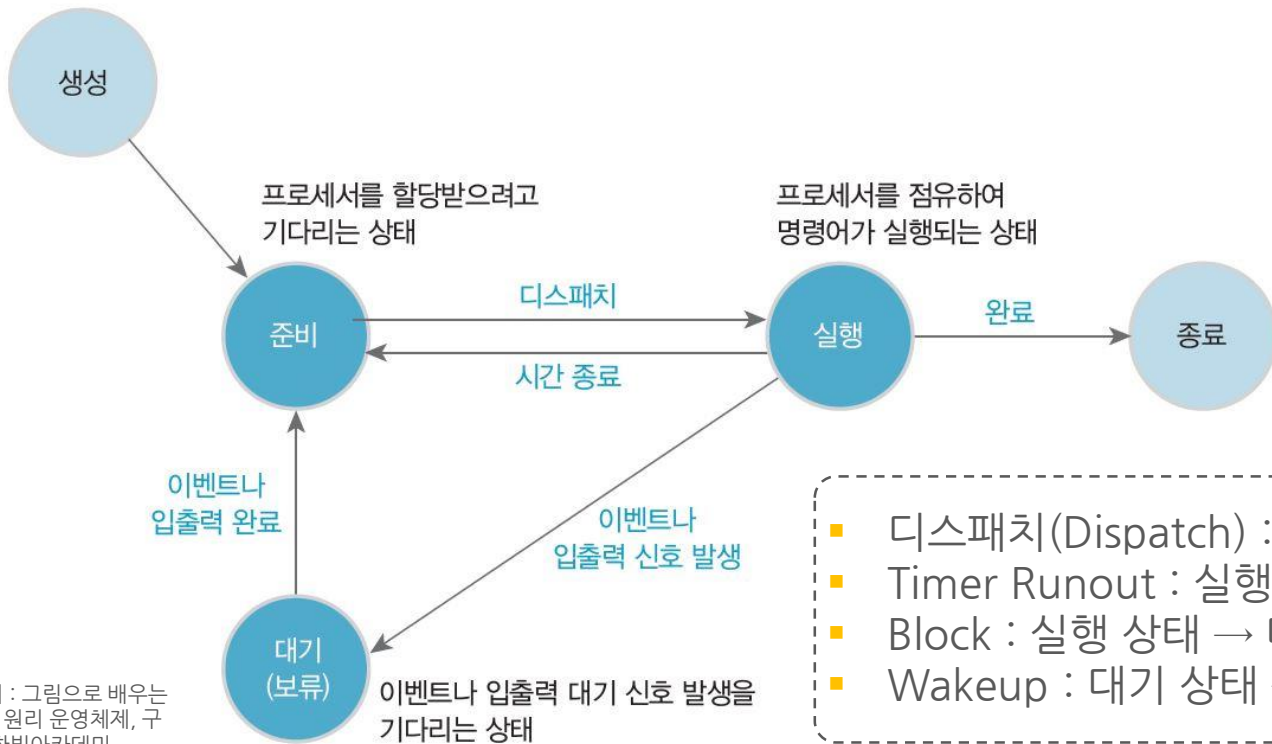 생성
프로세서를 할당받으려고
기다리는 상태
프로세서를 점유하여
명령어가 실행되는 상태
준비
디스패치
시간 종료
실행
완료
종료
이벤트나
입출력 완료
이벤트나
입출력 신호 발생
대기
(보류)
이벤트나 입출력 대기 신호 발생을
기다리는 상태
디스패치(Dispatch) :
Timer Runout : 실행
Block : 실행 상태 →
Wakeup : 대기 상태
: 그림으로 배우는
원리 운영체제, 구